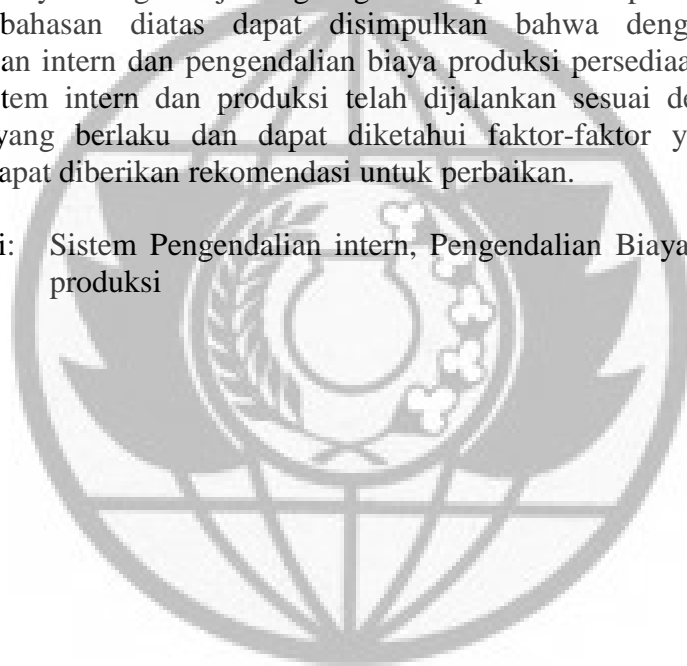 bahasan diatas dapat disimpulkan bahwa deng
an intern dan pengendalian biaya produksi persediaa
tem intern dan produksi telah dijalankan sesuai de
yang berlaku dan dapat diketahui faktor-faktor y
apat diberikan rekomendasi untuk perbaikan.
i: Sistem Pengendalian intern, Pengendalian Biaya
produksi